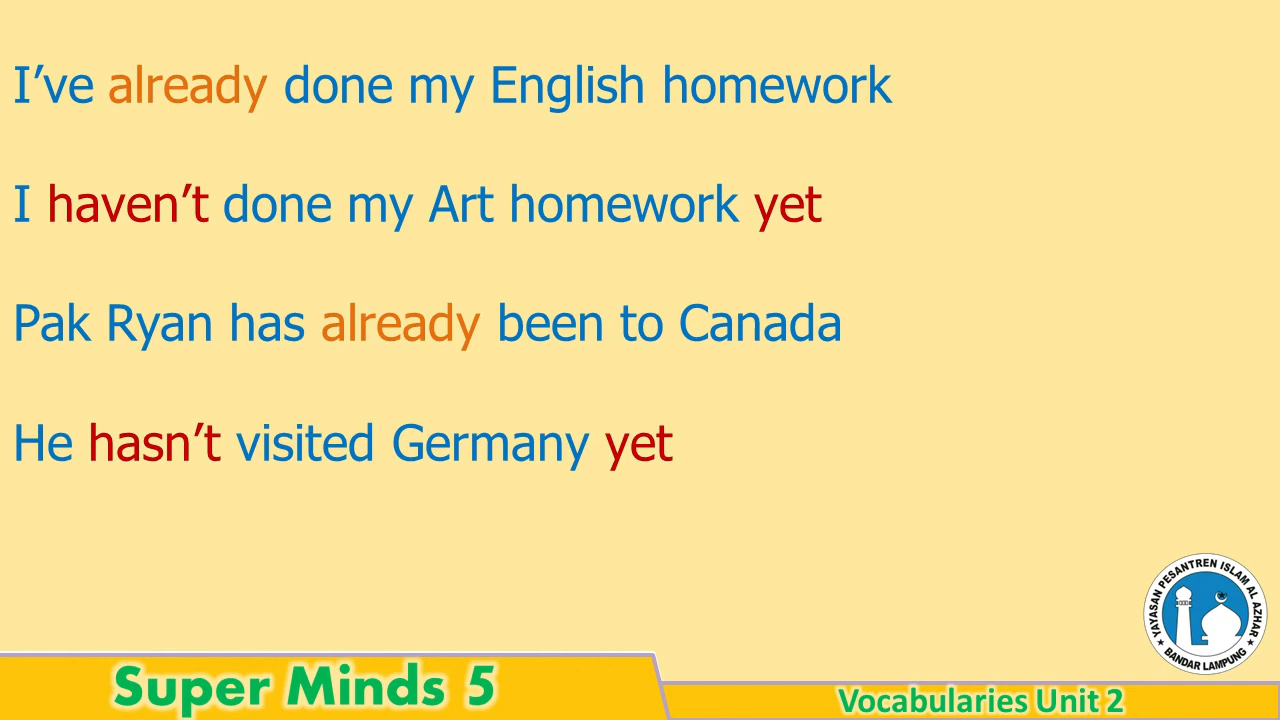 I’ve already done my English homework
I haven’t done my Art homework yet
Pak Ryan has already been to Canada
He hasn’t visited Germany yet
YAYASAN PESANTREN ISLAM AL AZHAR
★ BANDAR LAMPUNG ★
Super Minds 5
Vocabularies Unit 2